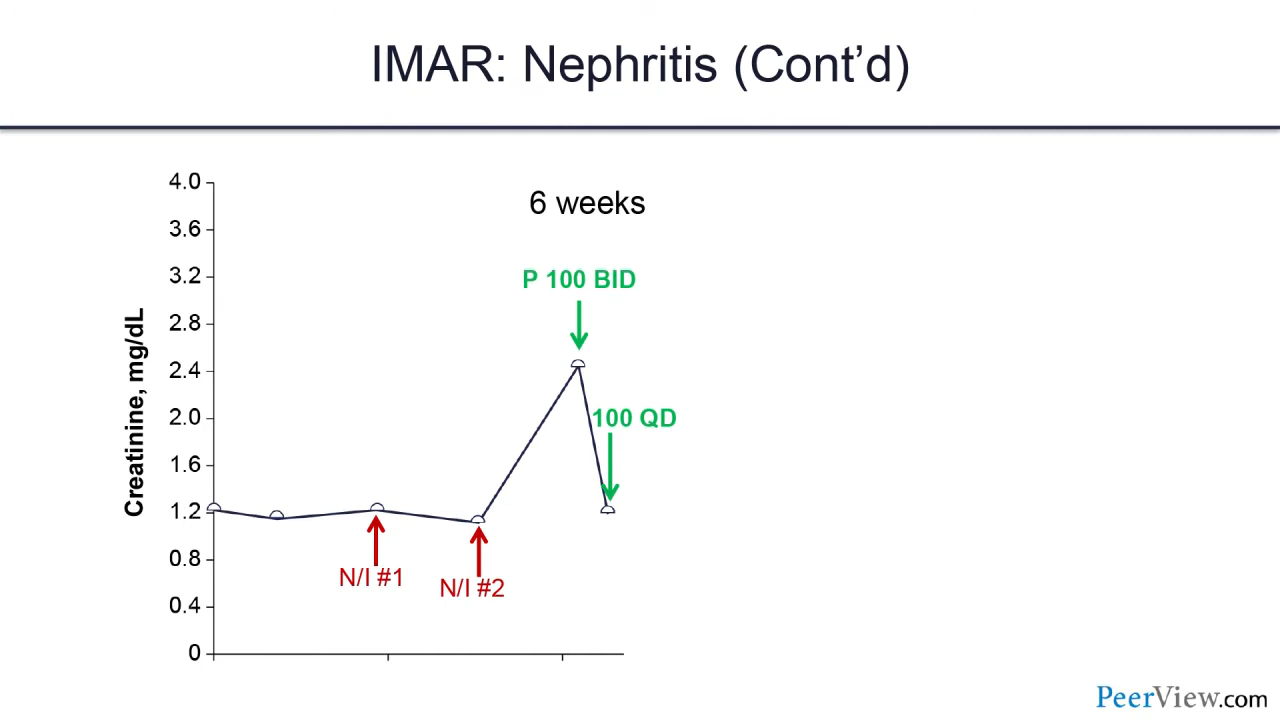 IMAR: Nephritis (Cont’d)
4.0
6 weeks
3.6
3.2
P 100 BID
2.8
2.4
2.0
100 QD
1.6
1.2
0.8
N/I #1
N/I #2
0.4
0
Creatinine, mg/dL
PeerView.com